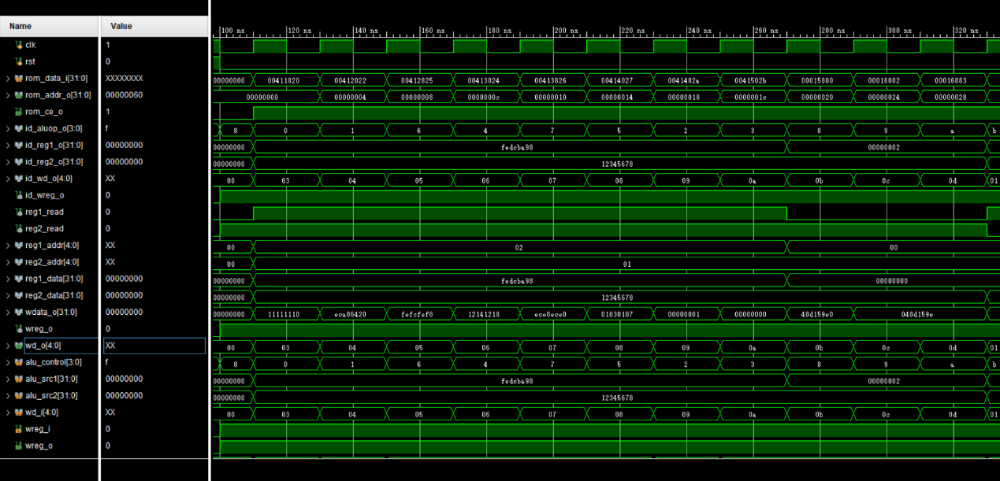 Name Value 100 ns 120 ns 140 ns 160 ns 180 ns 200 ns 220 ns 240 ns 260 ns 280 ns 300 ns 320 ns
clk 1
rst 0
rom_data_i[31:0] XXXXXXXX 00000000 00411820 00412022 00412825 00413024 00413826 00414027 0041482a 0041502b 00015880 00016082 00016883
rom_addr_o[31:0] 00000060 00000000 00000004 00000008 0000000c 00000010 00000014 00000018 0000001c 00000020 00000024 00000028
rom_ce_o 1
id_aluop_o[3:0] f 8 0 1 6 4 7 5 2 3 8 9 a b
id_reg1_o[31:0] 00000000 00000000 fedcba98 00000002
id_reg2_o[31:0] 00000000 00000000 12345678
id_wd_o[4:0] XX 00 03 04 05 06 07 08 09 0a 0b 0c 0d 01
id_wreg_o 0
reg1_read 0
reg2_read 0
reg1_addr[4:0] XX 00 02 00
reg2_addr[4:0] XX 00 01
reg1_data[31:0] 00000000 00000000 fedcba98 00000000
reg2_data[31:0] 00000000 00000000 12345678
wdata_o[31:0] 00000000 00000000 11111110 eca86420 fefcfef8 12141218 ece8ece0 01030107 00000001 00000000 48d159e0 048d159e
wreg_o 0
wd_o[4:0] XX 00 03 04 05 06 07 08 09 0a 0b 0c 0d 01
alu_control[3:0] f 8 0 1 6 4 7 5 2 3 8 9 a b
alu_src1[31:0] 00000000 00000000 fedcba98 00000002
alu_src2[31:0] 00000000 00000000 12345678
wd_i[4:0] XX 00 03 04 05 06 07 08 09 0a 0b 0c 0d 01
wreg_i 0
wreg_o 0